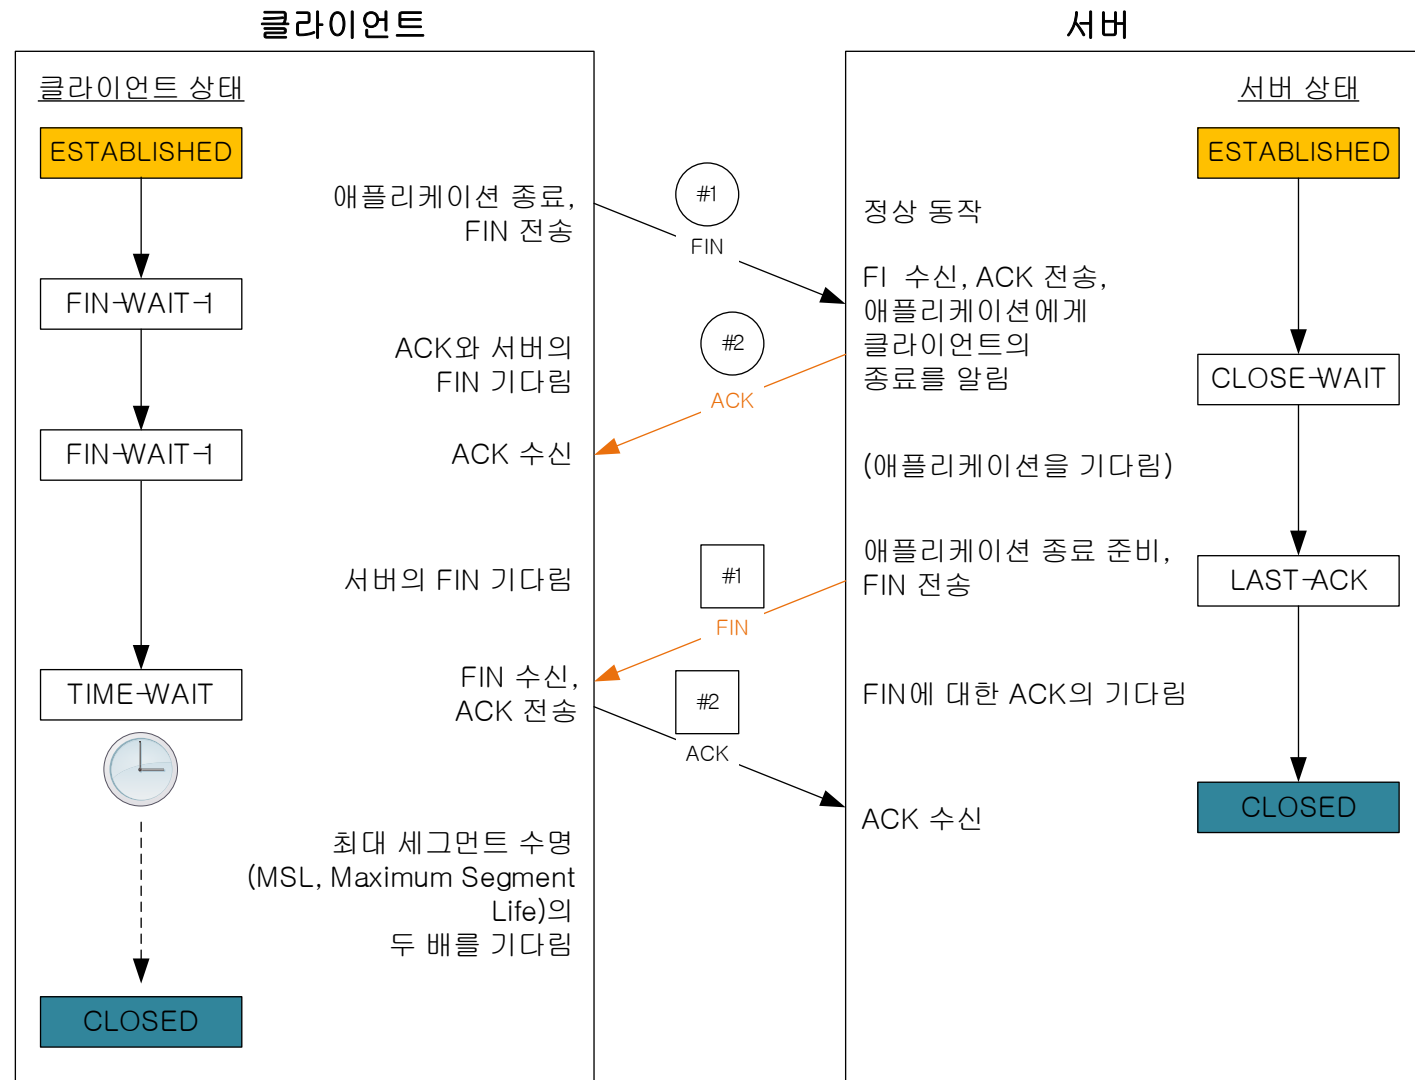 클라이언트
서버
클라이언트 상태
ESTABLISHED
FIN-WAIT-1
FIN-WAIT-1
TIME-WAIT
CLOSED
애플리케이션 종료,
FIN 전송
ACK와 서버의
FIN 기다림
ACK 수신
서버의 FIN 기다림
FIN 수신,
ACK 전송
최대 세그먼트 수명
(MSL, Maximum Segment
Life)의
두 배를 기다림
#1
FIN
#2
ACK
#1
FIN
#2
ACK
정상 동작
FI 수신, ACK 전송,
애플리케이션에게
클라이언트의
종료를 알림
(애플리케이션을 기다림)
애플리케이션 종료 준비,
FIN 전송
FIN에 대한 ACK의 기다림
ACK 수신
서버 상태
ESTABLISHED
CLOSE-WAIT
LAST-ACK
CLOSED